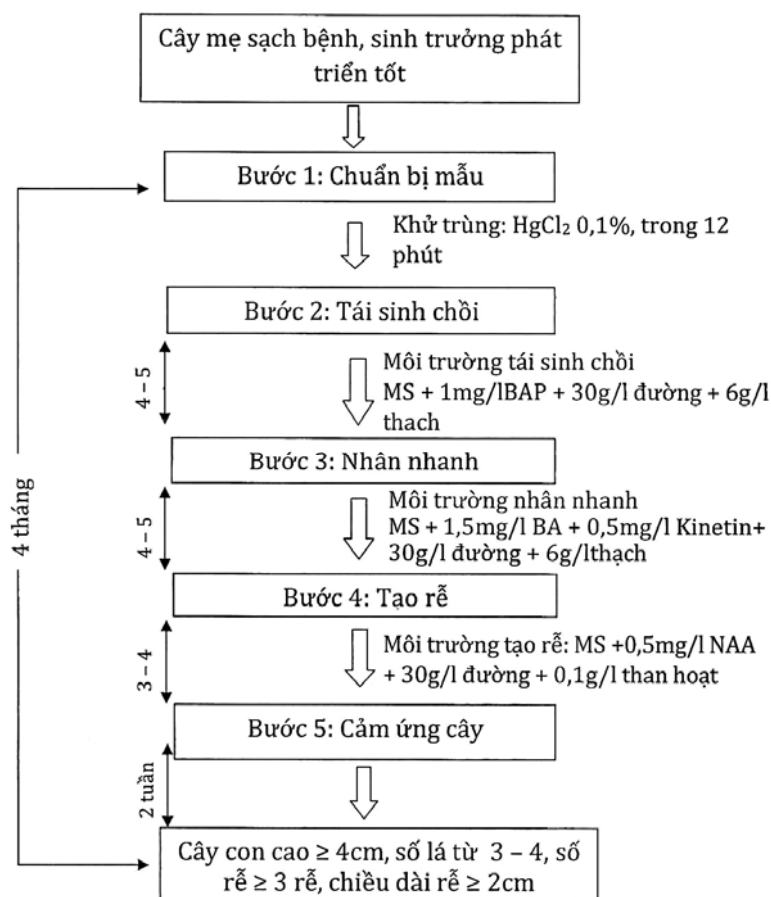 Cây mẹ sạch bệnh, sinh trưởng phát
triển tốt
Bước 1: Chuẩn bị mẫu
Khử trùng: HgCl₂ 0,1%, trong 12
phút
Bước 2: Tái sinh chồi
4 – 5
Môi trường tái sinh chồi
MS + 1mg/lBAP + 30g/l đường + 6g/l
thach
Bước 3: Nhân nhanh
4 tháng
4 – 5
Môi trường nhân nhanh
MS + 1,5mg/l BA + 0,5mg/l Kinetin+
30g/l đường + 6g/lthạch
Bước 4: Tạo rễ
3 – 4
Môi trường tạo rễ: MS +0,5mg/l NAA
+ 30g/l đường + 0,1g/l than hoạt
Bước 5: Cảm ứng cây
2 tuần
Cây con cao ≥ 4cm, số lá từ 3 – 4, số
rễ ≥ 3 rễ, chiều dài rễ ≥ 2cm